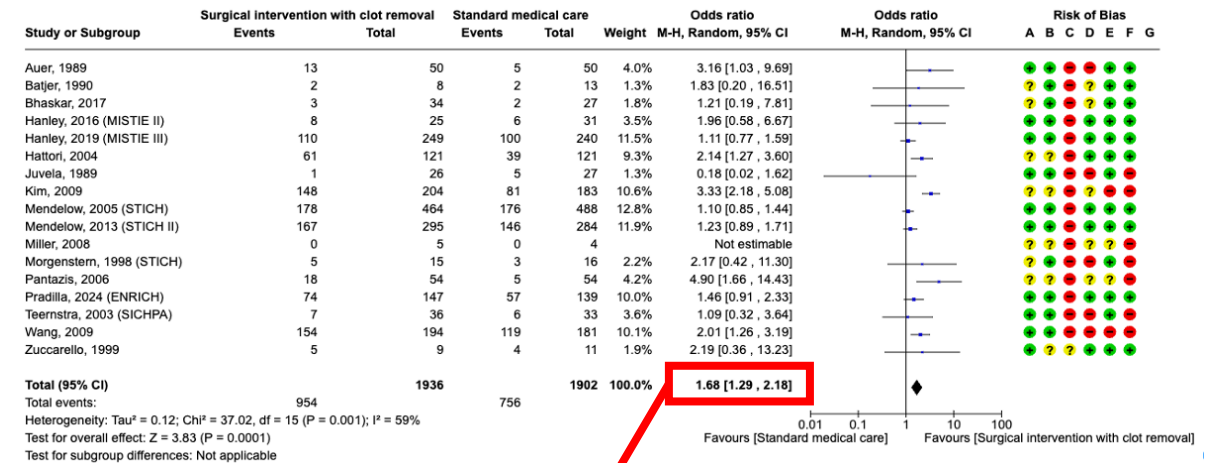 Surgical intervention with clot removal Standard medical care Odds ratio Odds ratio Risk of Bias
Study or Subgroup Events Total Events Total Weight M-H, Random, 95% CI M-H, Random, 95% CI A B C D E F G
Auer, 1989 13 50 5 50 4.0% 3.16 [1.03 , 9.69] + + − − + +
Batjer, 1990 2 8 2 13 1.3% 1.83 [0.20 , 16.51] ? + − ? + +
Bhaskar, 2017 3 34 2 27 1.8% 1.21 [0.19 , 7.81] ? + − ? + +
Hanley, 2016 (MISTIE II) 8 25 6 31 3.5% 1.96 [0.58 , 6.67] + + − + + +
Hanley, 2019 (MISTIE III) 110 249 100 240 11.5% 1.11 [0.77 , 1.59] + + − + + +
Hattori, 2004 61 121 39 121 9.3% 2.14 [1.27 , 3.60] ? ? − + + +
Juvela, 1989 1 26 5 27 1.3% 0.18 [0.02 , 1.62] + + − − + −
Kim, 2009 148 204 81 183 10.6% 3.33 [2.18 , 5.08] ? ? − ? − −
Mendelow, 2005 (STICH) 178 464 176 488 12.8% 1.10 [0.85 , 1.44] + + − + + +
Mendelow, 2013 (STICH II) 167 295 146 284 11.9% 1.23 [0.89 , 1.71] + + − + + +
Miller, 2008 0 5 0 4 Not estimable ? ? − ? ? −
Morgenstern, 1998 (STICH) 5 15 3 16 2.2% 2.17 [0.42 , 11.30] ? + − − + −
Pantazis, 2006 18 54 5 54 4.2% 4.90 [1.66 , 14.43] + ? − ? ? −
Pradilla, 2024 (ENRICH) 74 147 57 139 10.0% 1.46 [0.91 , 2.33] + + − + + +
Teernstra, 2003 (SICHPA) 7 36 6 33 3.6% 1.09 [0.32 , 3.64] + + − − + −
Wang, 2009 154 194 119 181 10.1% 2.01 [1.26 , 3.19] + + − − − −
Zuccarello, 1999 5 9 4 11 1.9% 2.19 [0.36 , 13.23] + ? ? + + +
Total (95% CI) 1936 1902 100.0% 1.68 [1.29 , 2.18]
Total events: 954 756
Heterogeneity: Tau² = 0.12; Chi² = 37.02, df = 15 (P = 0.001); I² = 59%
Test for overall effect: Z = 3.83 (P = 0.0001)
Test for subgroup differences: Not applicable
0.01 0.1 1 10 100
Favours [Standard medical care] Favours [Surgical intervention with clot removal]